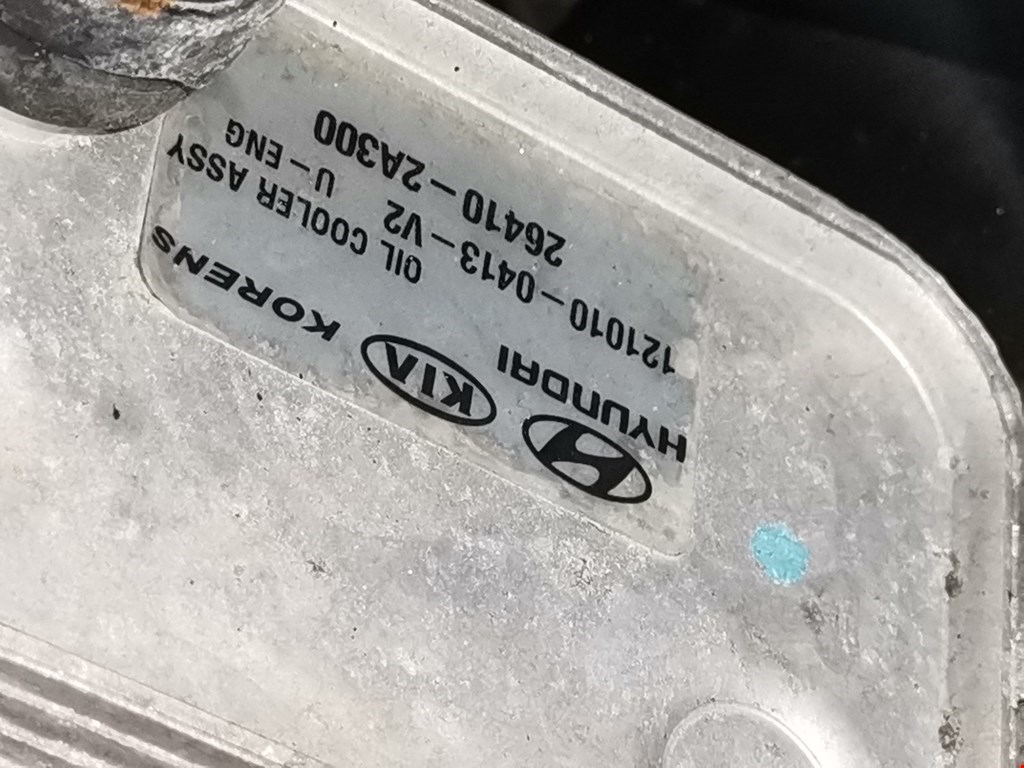 HYUNDAI KIA KORENS
OIL COOLER ASSY
121010-0413-V2 U-ENG
26410-2A300